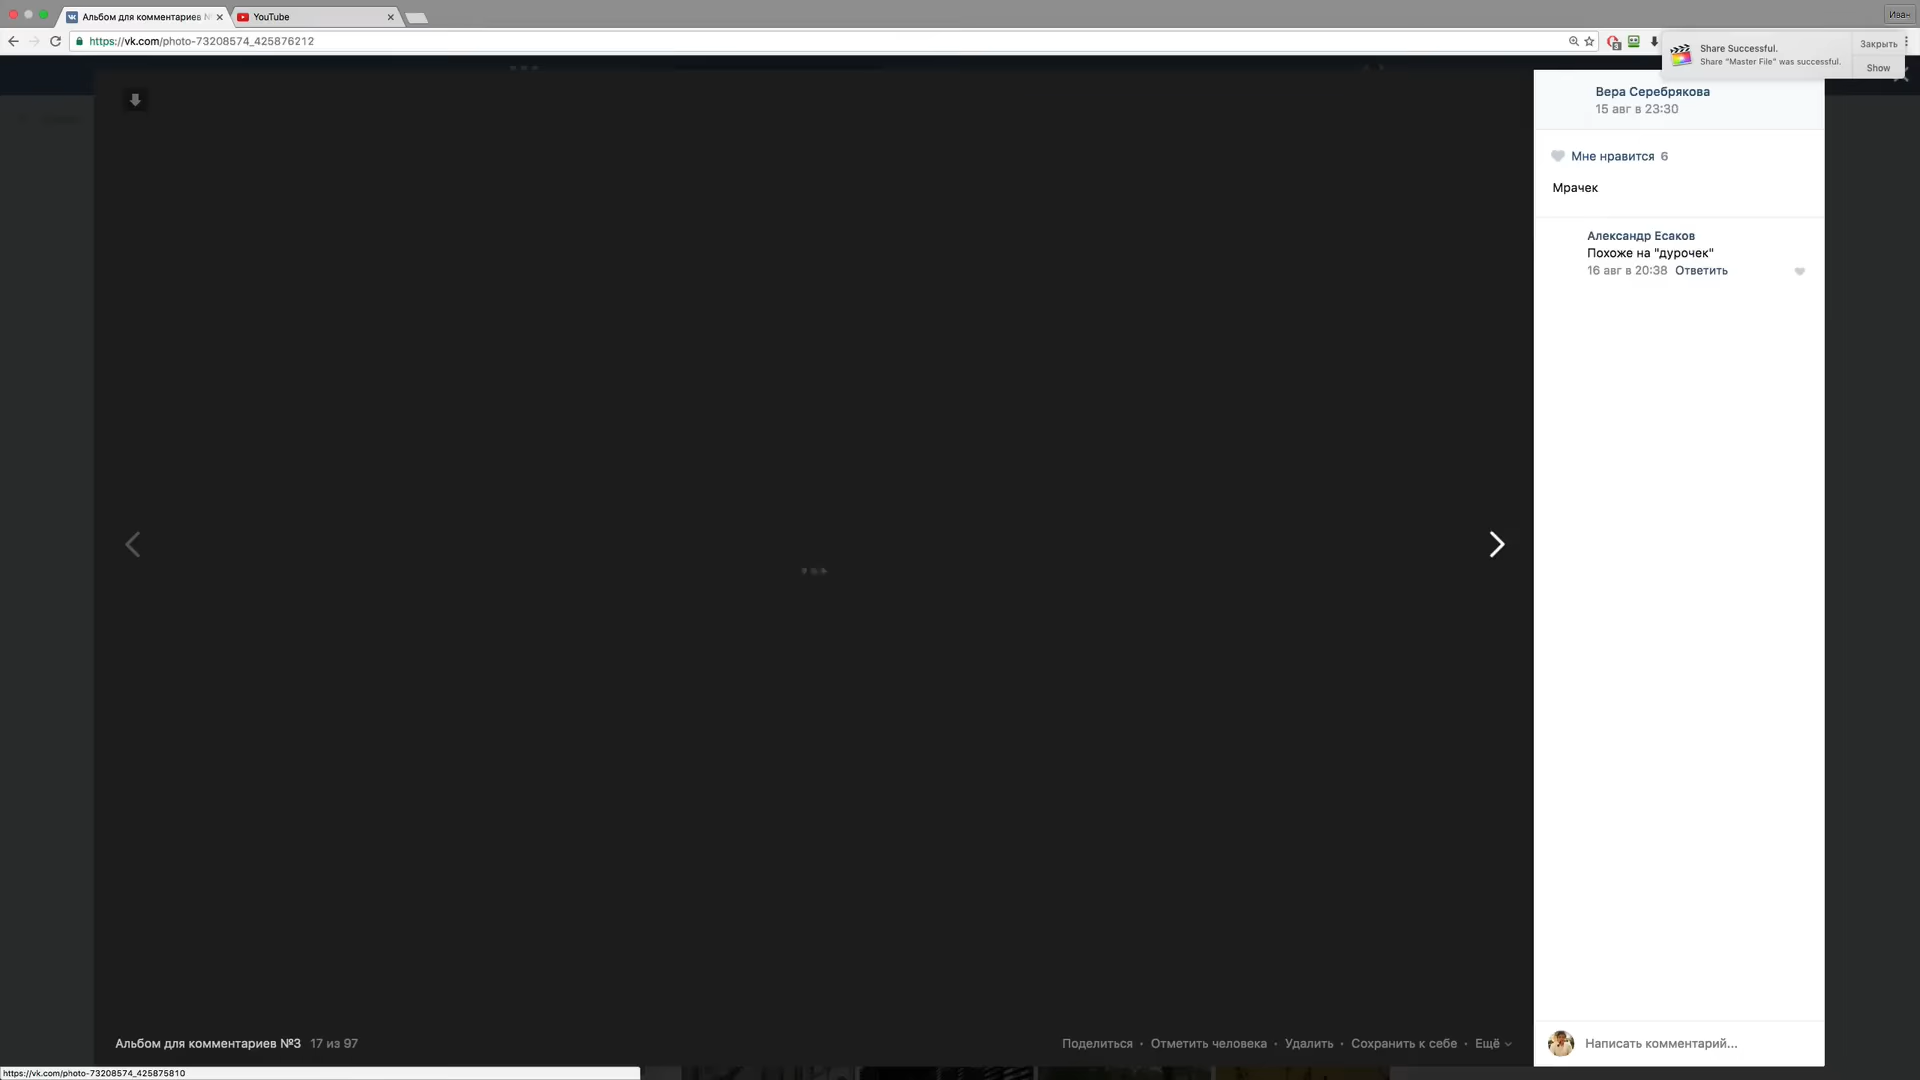 Альбом для комментариев №
YouTube
Иван
https://vk.com/photo-73208574_425876212
Share Successful.
Share "Master File" was successful.
Закрыть
Show
Вера Серебрякова
15 авг в 23:30
Мне нравится 6
Мрачек
Александр Есаков
Похоже на "дурочек"
16 авг в 20:38 Ответить
Альбом для комментариев №3 17 из 97
Поделиться · Отметить человека · Удалить · Сохранить к себе · Ещё
Написать комментарий...
https://vk.com/photo-73208574_425875810